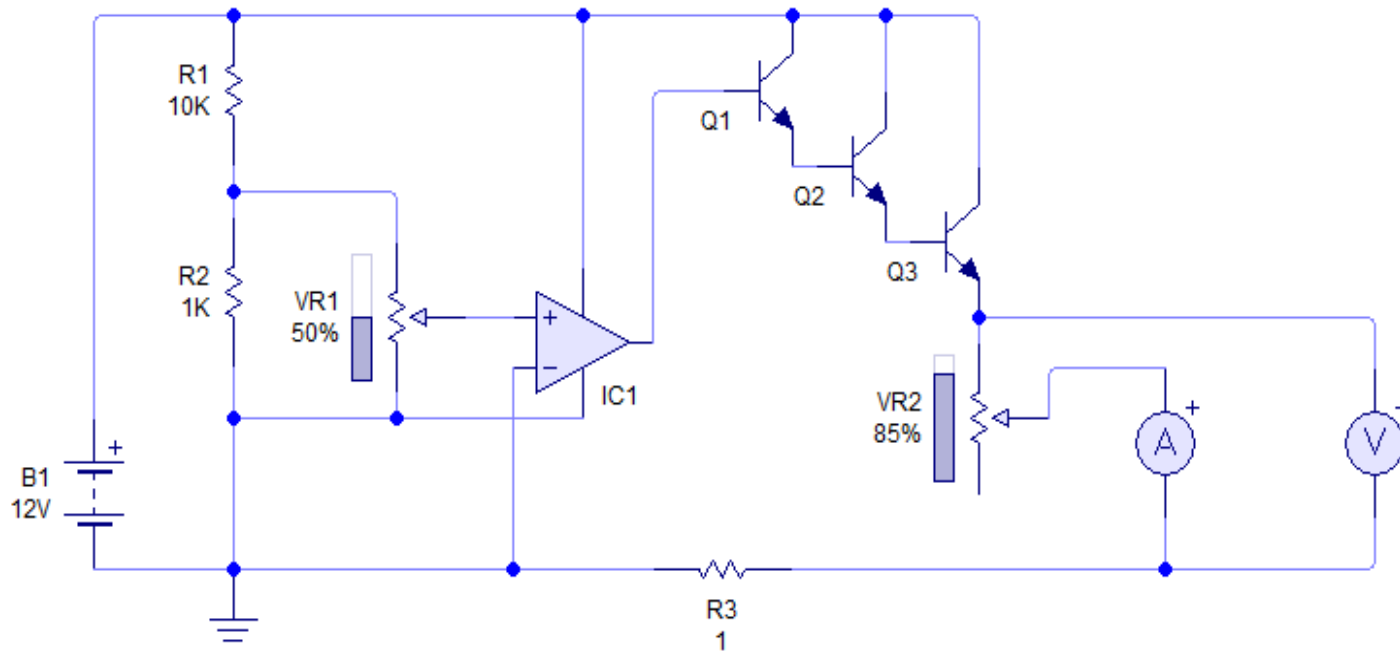 R1
10K
Q1
Q2
R2
1K
VR1
50%
+
−
IC1
Q3
VR2
85%
+
A
+
V
B1
12V
+
R3
1